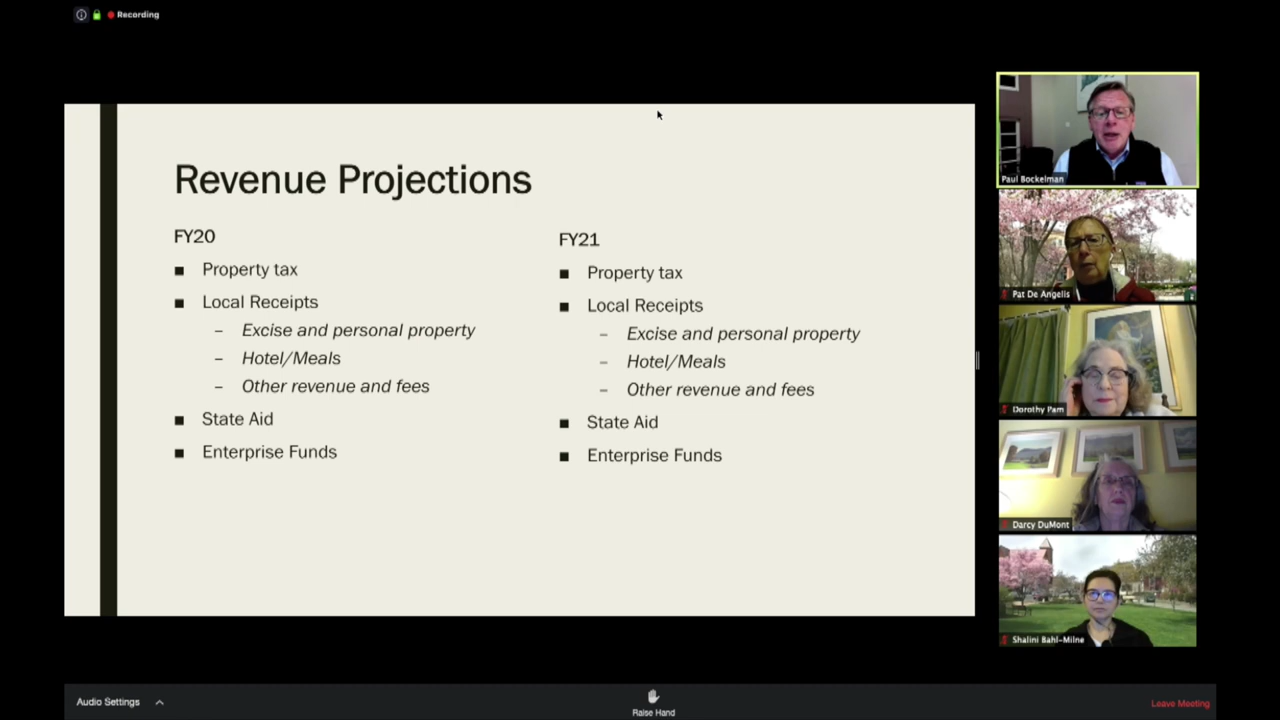 Recording
Revenue Projections
FY20
■ Property tax
■ Local Receipts
– Excise and personal property
– Hotel/Meals
– Other revenue and fees
■ State Aid
■ Enterprise Funds
FY21
■ Property tax
■ Local Receipts
– Excise and personal property
– Hotel/Meals
– Other revenue and fees
■ State Aid
■ Enterprise Funds
Paul Bockelman
Pat De Angelis
Dorothy Pam
Darcy DuMont
Shalini Bahl-Milne
Audio Settings
Raise Hand
Leave Meeting